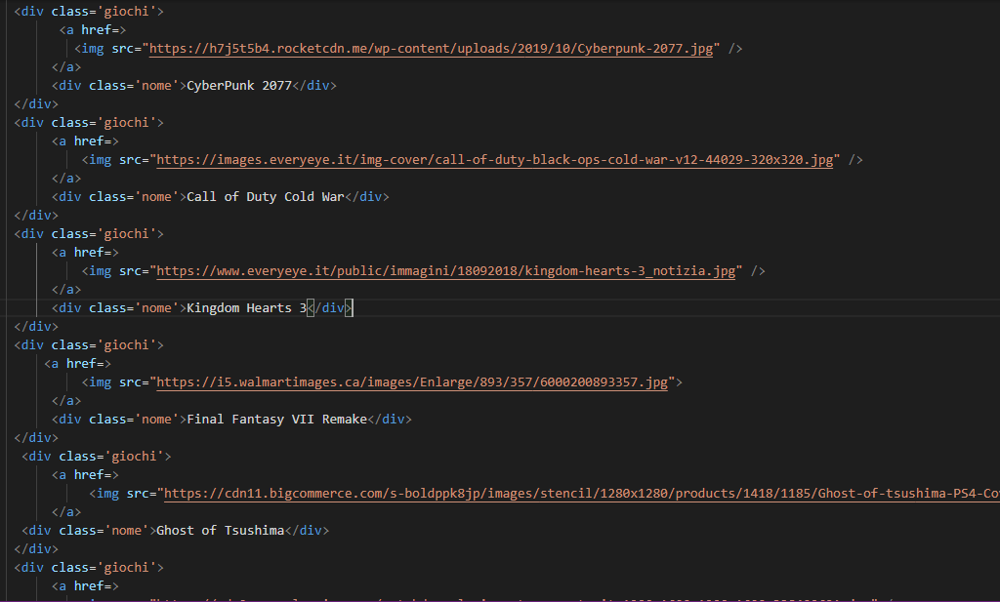 <div class='giochi'>
<a href=>
<img src="https://h7j5t5b4.rocketcdn.me/wp-content/uploads/2019/10/Cyberpunk-2077.jpg" />
</a>
<div class='nome'>CyberPunk 2077</div>
</div>
<div class='giochi'>
<a href=>
<img src="https://images.everyeye.it/img-cover/call-of-duty-black-ops-cold-war-v12-44029-320x320.jpg" />
</a>
<div class='nome'>Call of Duty Cold War</div>
</div>
<div class='giochi'>
<a href=>
<img src="https://www.everyeye.it/public/immagini/18092018/kingdom-hearts-3_notizia.jpg" />
</a>
<div class='nome'>Kingdom Hearts 3</div>
</div>
<div class='giochi'>
<a href=>
<img src="https://i5.walmartimages.ca/images/Enlarge/893/357/6000200893357.jpg">
</a>
<div class='nome'>Final Fantasy VII Remake</div>
</div>
<div class='giochi'>
<a href=>
<img src="https://cdn11.bigcommerce.com/s-boldppk8jp/images/stencil/1280x1280/products/1418/1185/Ghost-of-tsushima-PS4-Co
</a>
<div class='nome'>Ghost of Tsushima</div>
</div>
<div class='giochi'>
<a href=>